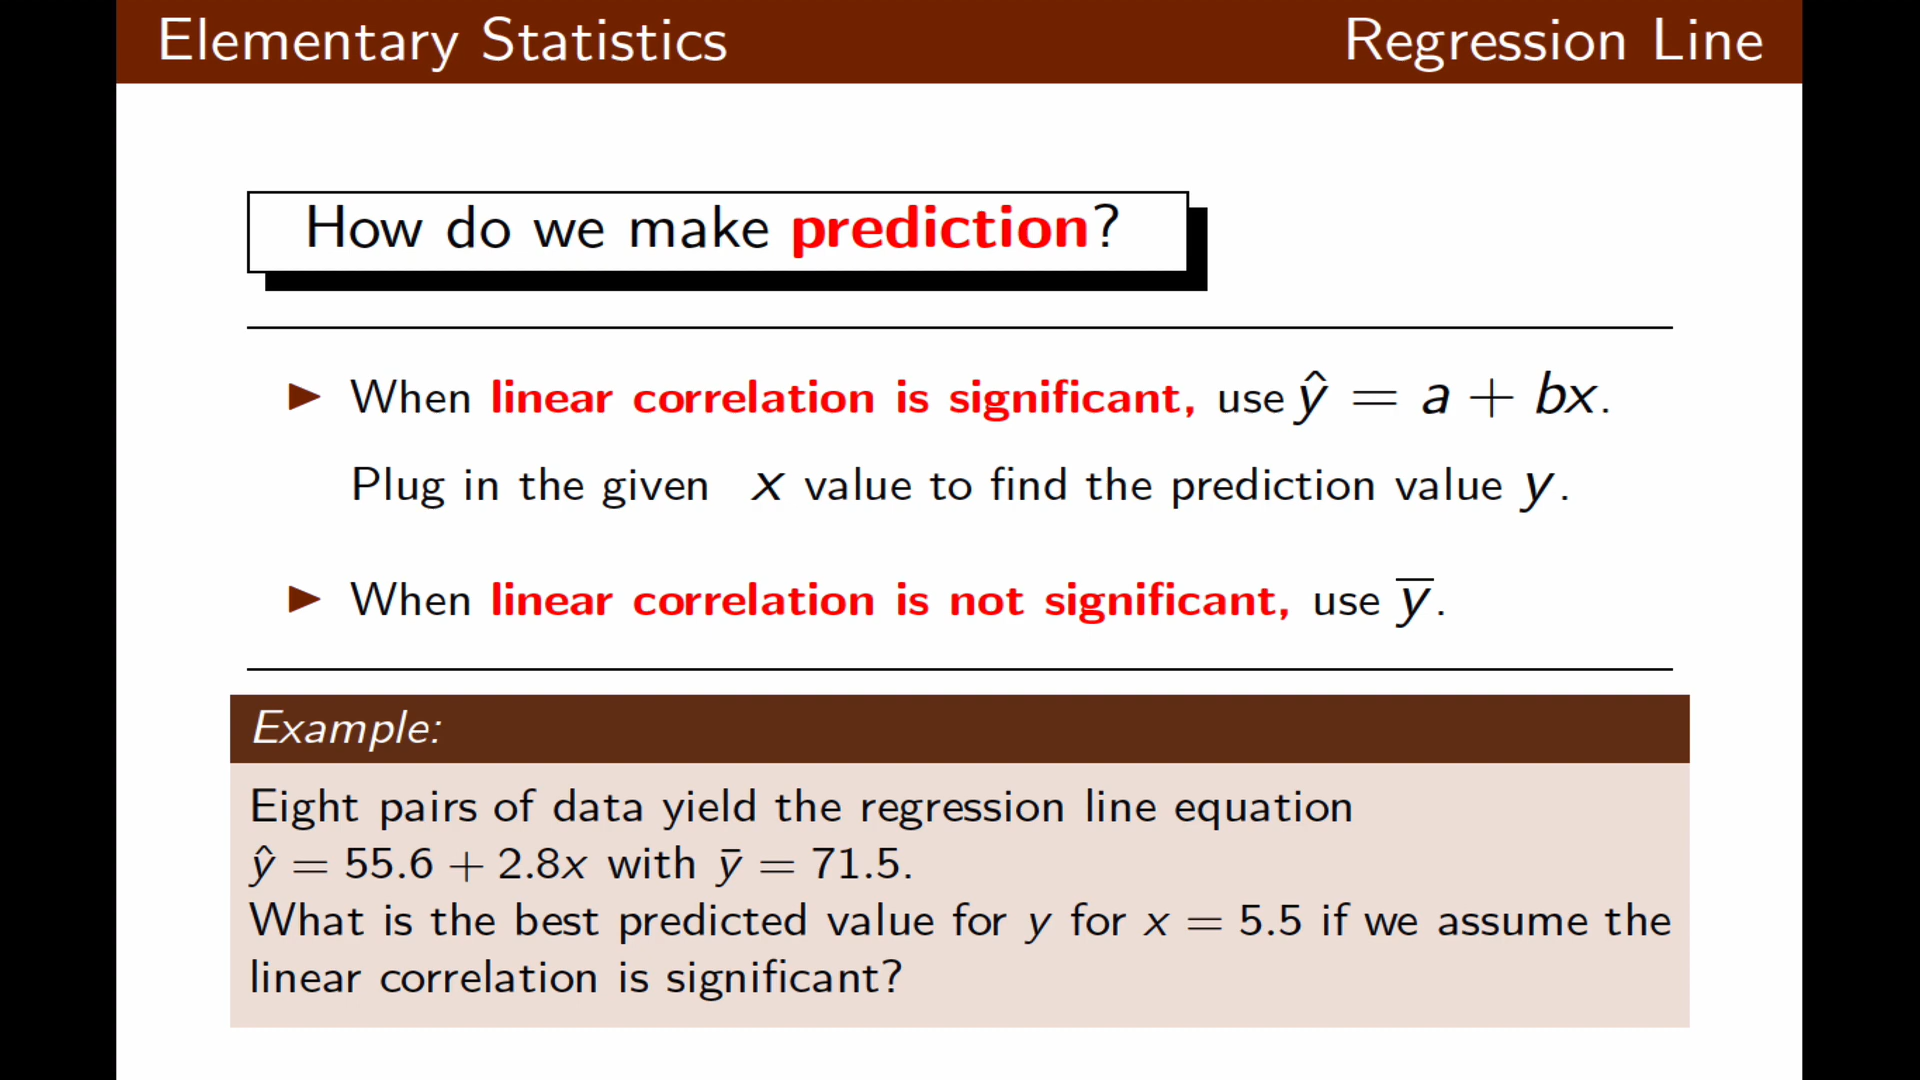 Elementary Statistics Regression Line
How do we make prediction?
▶ When linear correlation is significant, use ŷ = a + bx.
Plug in the given x value to find the prediction value y.
▶ When linear correlation is not significant, use y̅.
Example:
Eight pairs of data yield the regression line equation
ŷ = 55.6 + 2.8x with ȳ = 71.5.
What is the best predicted value for y for x = 5.5 if we assume the
linear correlation is significant?